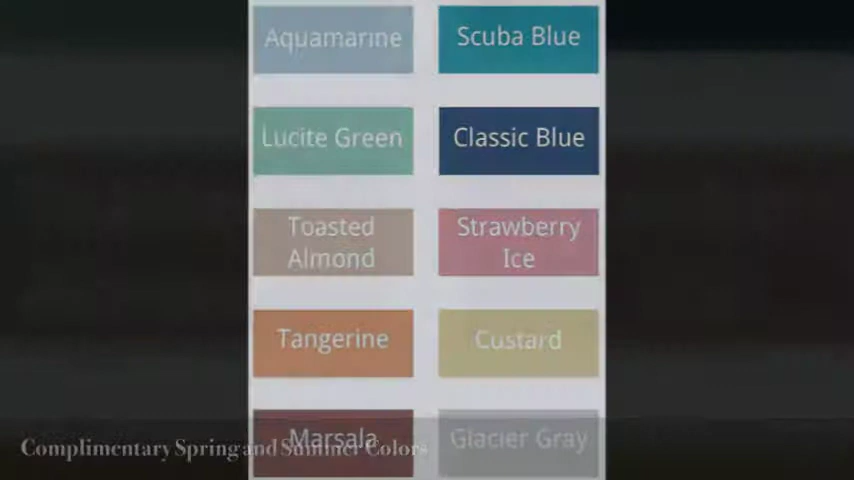 Aquamarine
Scuba Blue
Lucite Green
Classic Blue
Toasted
Almond
Strawberry
Ice
Tangerine
Custard
Marsala
Glacier Gray
Complimentary Spring and Summer Colors